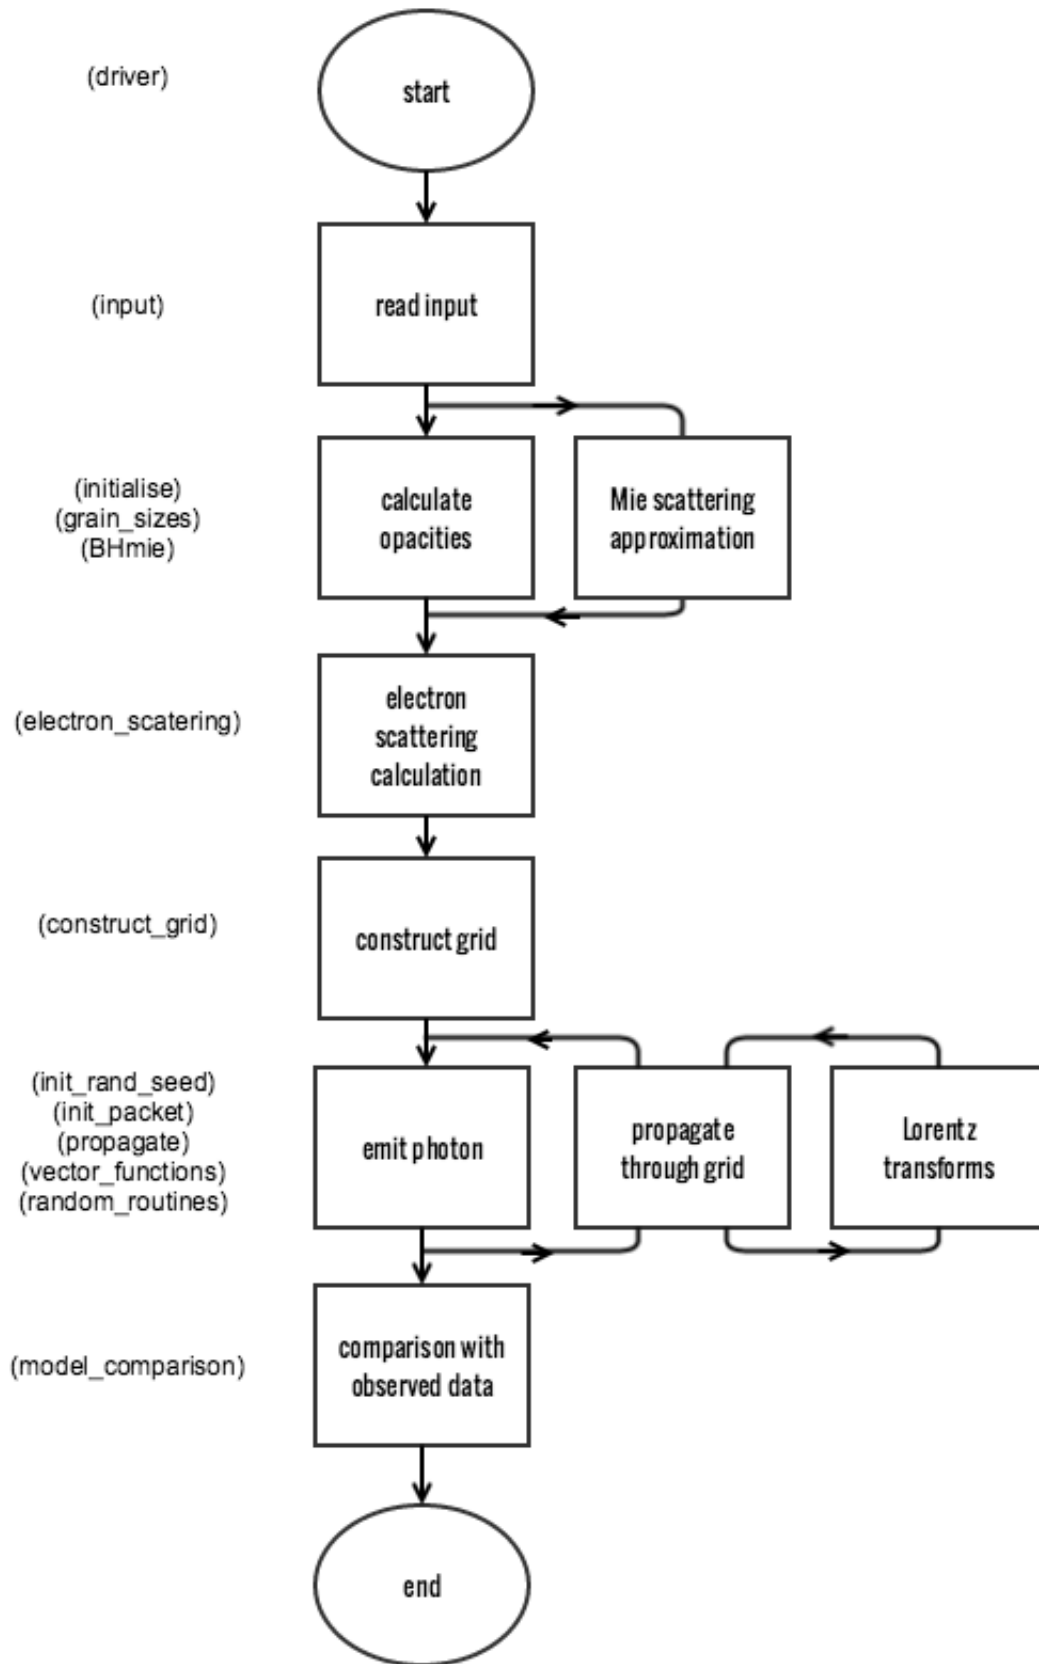 (driver)
start
(input)
read input
(initialise)
(grain_sizes)
(BHmie)
calculate
opacities
Mie scattering
approximation
(electron_scatering)
electron
scattering
calculation
(construct_grid)
construct grid
(init_rand_seed)
(init_packet)
(propagate)
(vector_functions)
(random_routines)
emit photon
propagate
through grid
Lorentz
transforms
(model_comparison)
comparison with
observed data
end